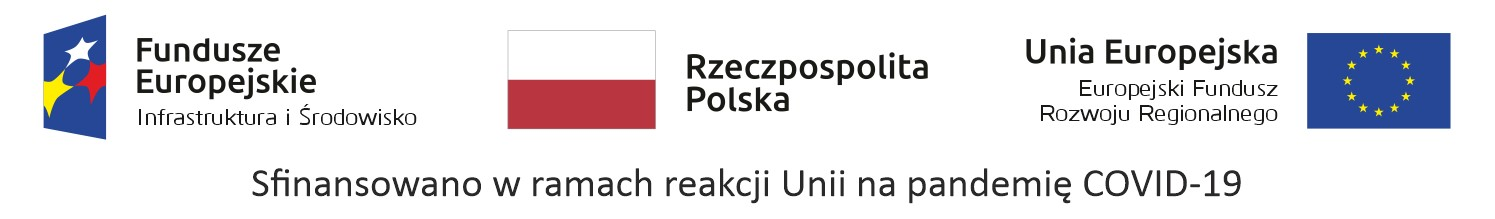 Fundusze
Europejskie
Infrastruktura i Środowisko
Rzeczpospolita
Polska
Unia Europejska
Europejski Fundusz
Rozwoju Regionalnego
Sfinansowano w ramach reakcji Unii na pandemię COVID-19